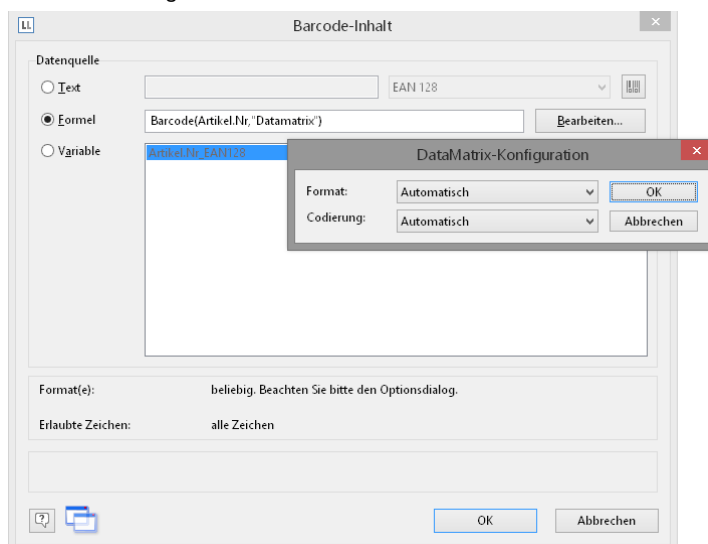 LL
Barcode-Inhalt
Datenquelle
Text
EAN 128
Formel
Barcode(Artikel.Nr,"Datamatrix")
Bearbeiten...
Variable
Artikel.Nr_EAN128
DataMatrix-Konfiguration
Format:
Automatisch
OK
Codierung:
Automatisch
Abbrechen
Format(e):
beliebig. Beachten Sie bitte den Optionsdialog.
Erlaubte Zeichen:
alle Zeichen
OK
Abbrechen